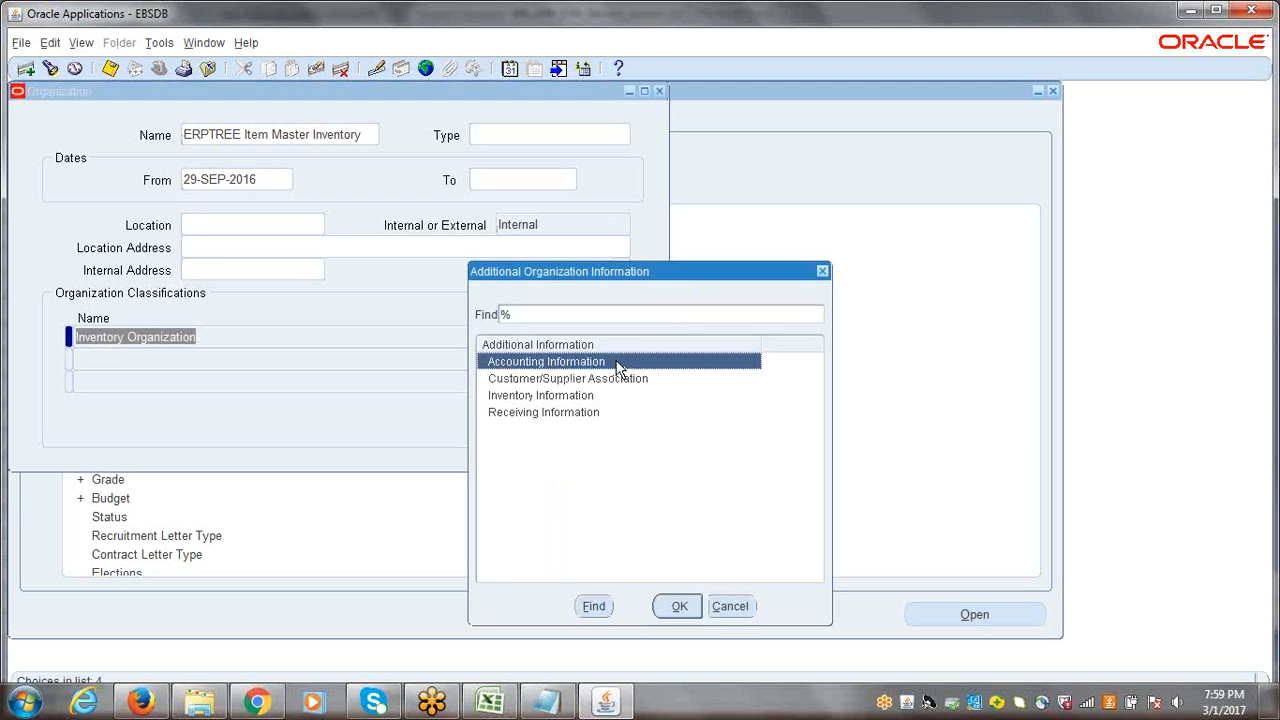 Oracle Applications - EBSDB
File Edit View Folder Tools Window Help
ORACLE
Organization
Name ERPTREE Item Master Inventory Type
Dates
From 29-SEP-2016 To
Location Internal or External Internal
Location Address
Internal Address
Organization Classifications
Name
Inventory Organization
Additional Organization Information
Find %
Additional Information
Accounting Information
Customer/Supplier Association
Inventory Information
Receiving Information
Find OK Cancel
+ Grade
+ Budget
Status
Recruitment Letter Type
Contract Letter Type
Elections
Open
Choices in list: 4
7:59 PM
3/1/2017